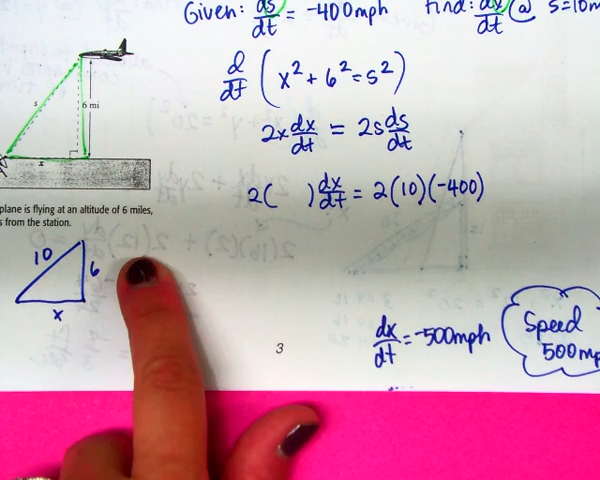 Given: ds/dt = -400mph Find: dx/dt @ s=10m
d/dt (x² + 6² = s²)
s
6 mi
x
2x dx/dt = 2s ds/dt
2( ) dx/dt = 2(10)(-400)
plane is flying at an altitude of 6 miles,
s from the station.
10
6
x
dx/dt = -500mph
Speed
500mp
3